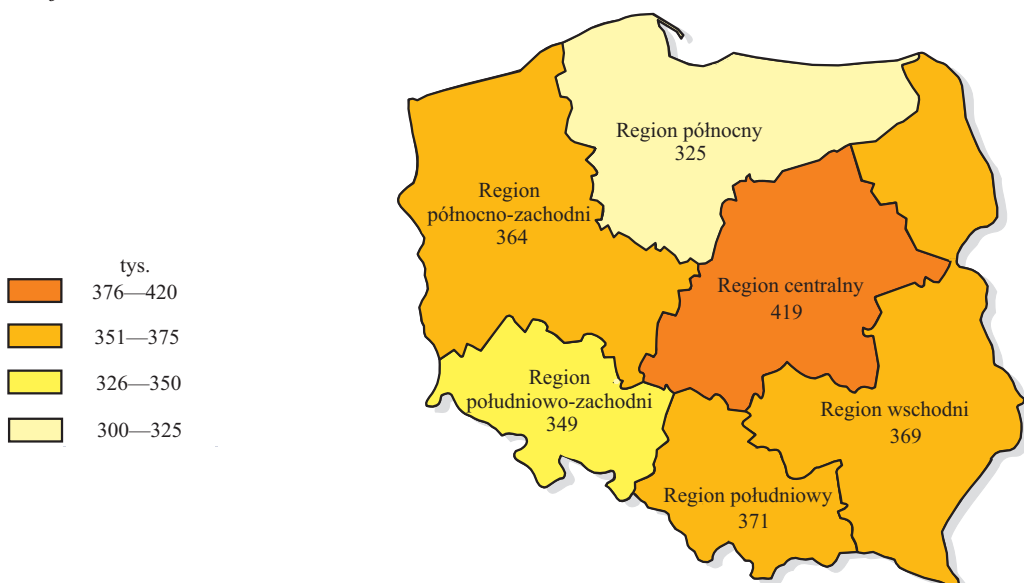 tys.
376—420
351—375
326—350
300—325
Region północny
325
Region
północno-zachodni
364
Region centralny
419
Region
południowo-zachodni
349
Region wschodni
369
Region południowy
371